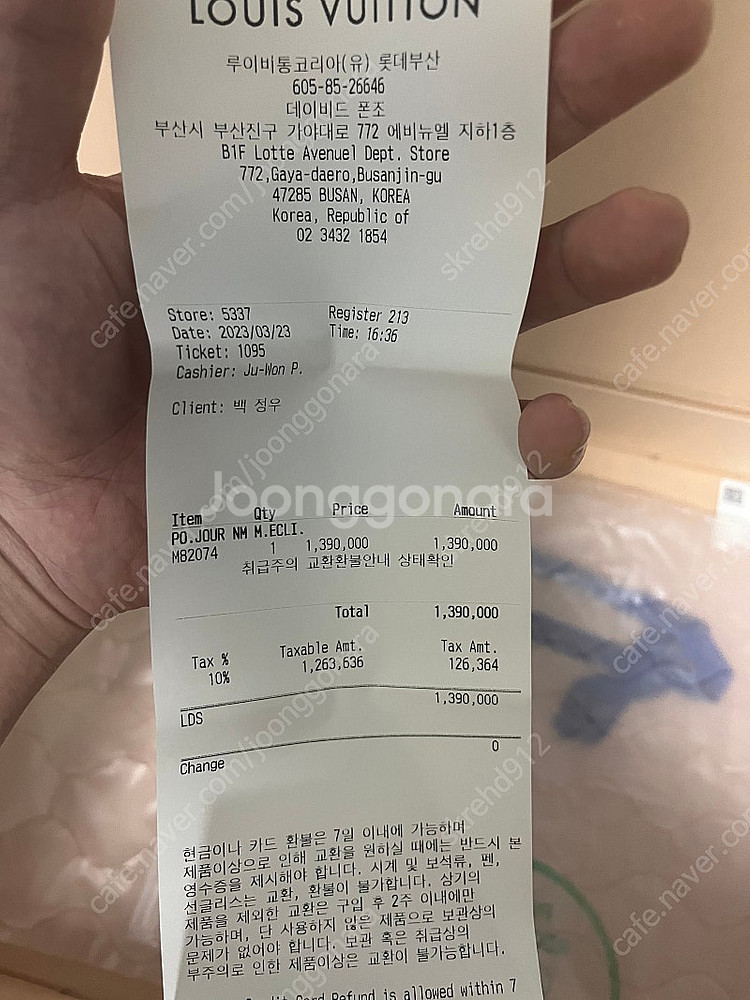 LOUIS VUITTON
루이비통코리아(유) 롯데부산
605-85-26646
데이비드 폰조
부산시 부산진구 가야대로 772 에비뉴엘 지하1층
B1F Lotte Avenuel Dept. Store
772,Gaya-daero,Busanjin-gu
47285 BUSAN, KOREA
Korea, Republic of
02 3432 1854
Store: 5337 Register 213
Date: 2023/03/23 Time: 16:36
Ticket: 1095
Cashier: Ju-Won P.
Client: 백 정우
Joonggonara
Item Qty Price Amount
PO.JOUR NM M.ECLI.
M82074 1 1,390,000 1,390,000
취급주의 교환환불안내 상태확인
Total 1,390,000
Tax % Taxable Amt. Tax Amt.
10% 1,263,636 126,364
LDS 1,390,000
Change 0
현금이나 카드 환불은 7일 이내에 가능하며
제품이상으로 인해 교환을 원하실 때에는 반드시 본
영수증을 제시해야 합니다. 시계 및 보석류, 펜,
선글리스는 교환, 환불이 불가합니다. 상기의
제품을 제외한 교환은 구입 후 2주 이내에만
가능하며, 단 사용하지 않은 제품으로 보관상의
문제가 없어야 합니다. 보관 혹은 취급상의
부주의로 인한 제품이상은 교환이 불가능합니다.
Card Refund is allowed within 7
cafe.naver.com/joonggonara
skrehd912